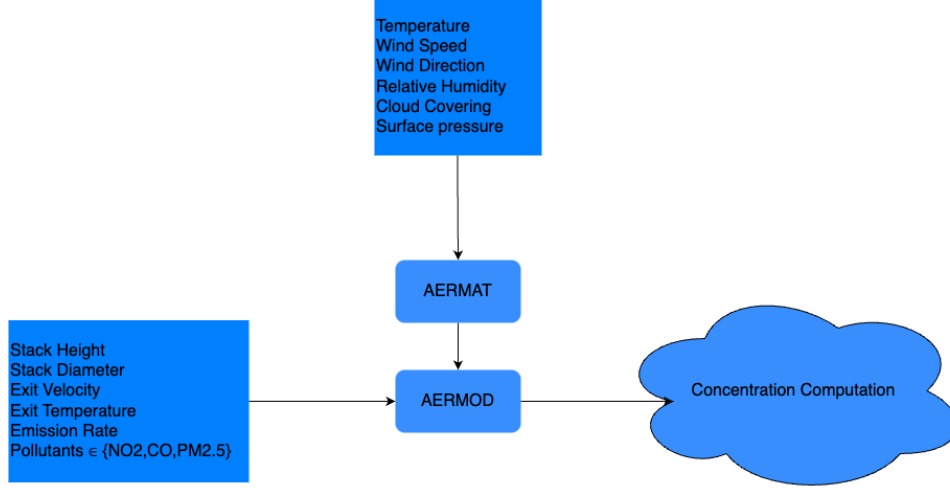 Temperature
Wind Speed
Wind Direction
Relative Humidity
Cloud Covering
Surface pressure
AERMAT
Stack Height
Stack Diameter
Exit Velocity
Exit Temperature
Emission Rate
Pollutants ∈ {NO2,CO,PM2.5}
AERMOD
Concentration Computation